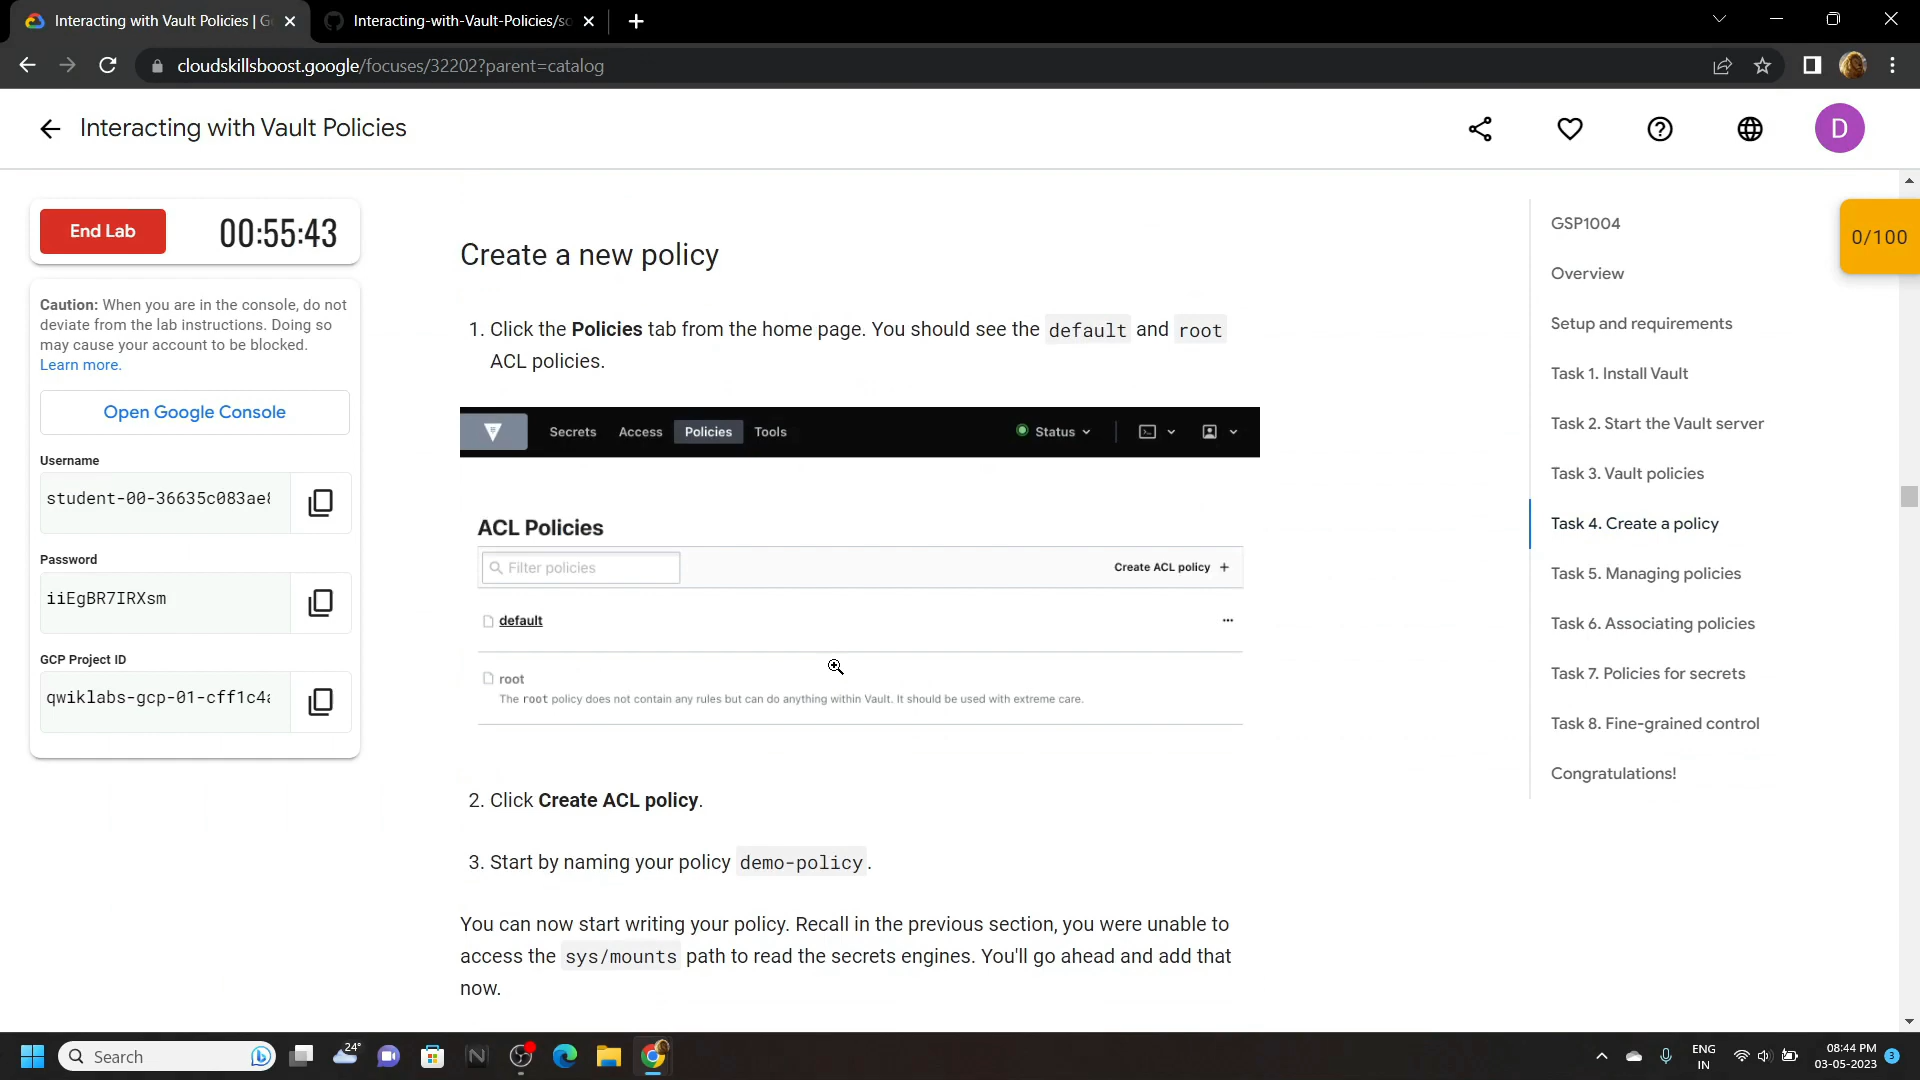 Interacting with Vault Policies | G
Interacting-with-Vault-Policies/so
cloudskillsboost.google/focuses/32202?parent=catalog
Interacting with Vault Policies
D
End Lab
00:55:43
Caution: When you are in the console, do not
deviate from the lab instructions. Doing so
may cause your account to be blocked.
Learn more.
Open Google Console
Username
student-00-36635c083ae8
Password
iiEgBR7IRXsm
GCP Project ID
qwiklabs-gcp-01-cff1c4a
Create a new policy
1. Click the Policies tab from the home page. You should see the default and root
ACL policies.
Secrets Access Policies Tools Status
ACL Policies
Filter policies
Create ACL policy +
default
root
The root policy does not contain any rules but can do anything within Vault. It should be used with extreme care.
2. Click Create ACL policy.
3. Start by naming your policy demo-policy.
You can now start writing your policy. Recall in the previous section, you were unable to
access the sys/mounts path to read the secrets engines. You'll go ahead and add that
now.
GSP1004
Overview
Setup and requirements
Task 1. Install Vault
Task 2. Start the Vault server
Task 3. Vault policies
Task 4. Create a policy
Task 5. Managing policies
Task 6. Associating policies
Task 7. Policies for secrets
Task 8. Fine-grained control
Congratulations!
0/100
Search
24°
ENG
IN
08:44 PM
03-05-2023
3